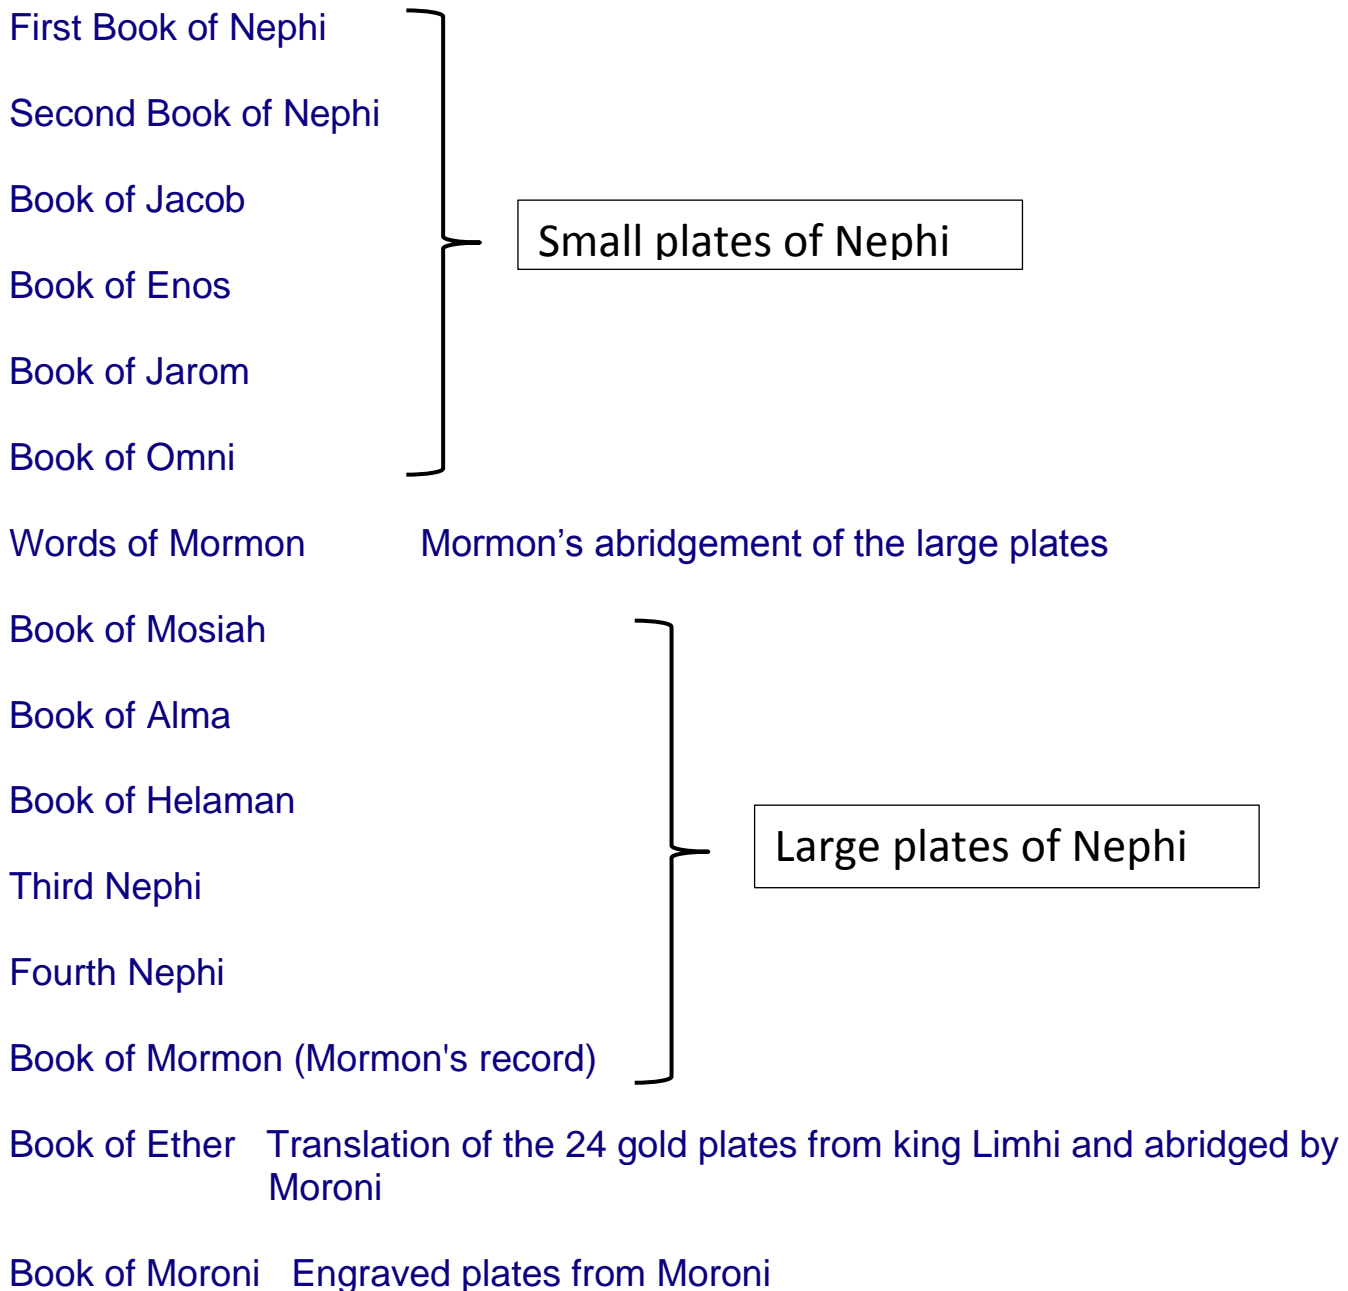 First Book of Nephi
Second Book of Nephi
Book of Jacob
Small plates of Nephi
Book of Enos
Book of Jarom
Book of Omni
Words of Mormon Mormon’s abridgement of the large plates
Book of Mosiah
Book of Alma
Book of Helaman
Large plates of Nephi
Third Nephi
Fourth Nephi
Book of Mormon (Mormon's record)
Book of Ether Translation of the 24 gold plates from king Limhi and abridged by
Moroni
Book of Moroni Engraved plates from Moroni